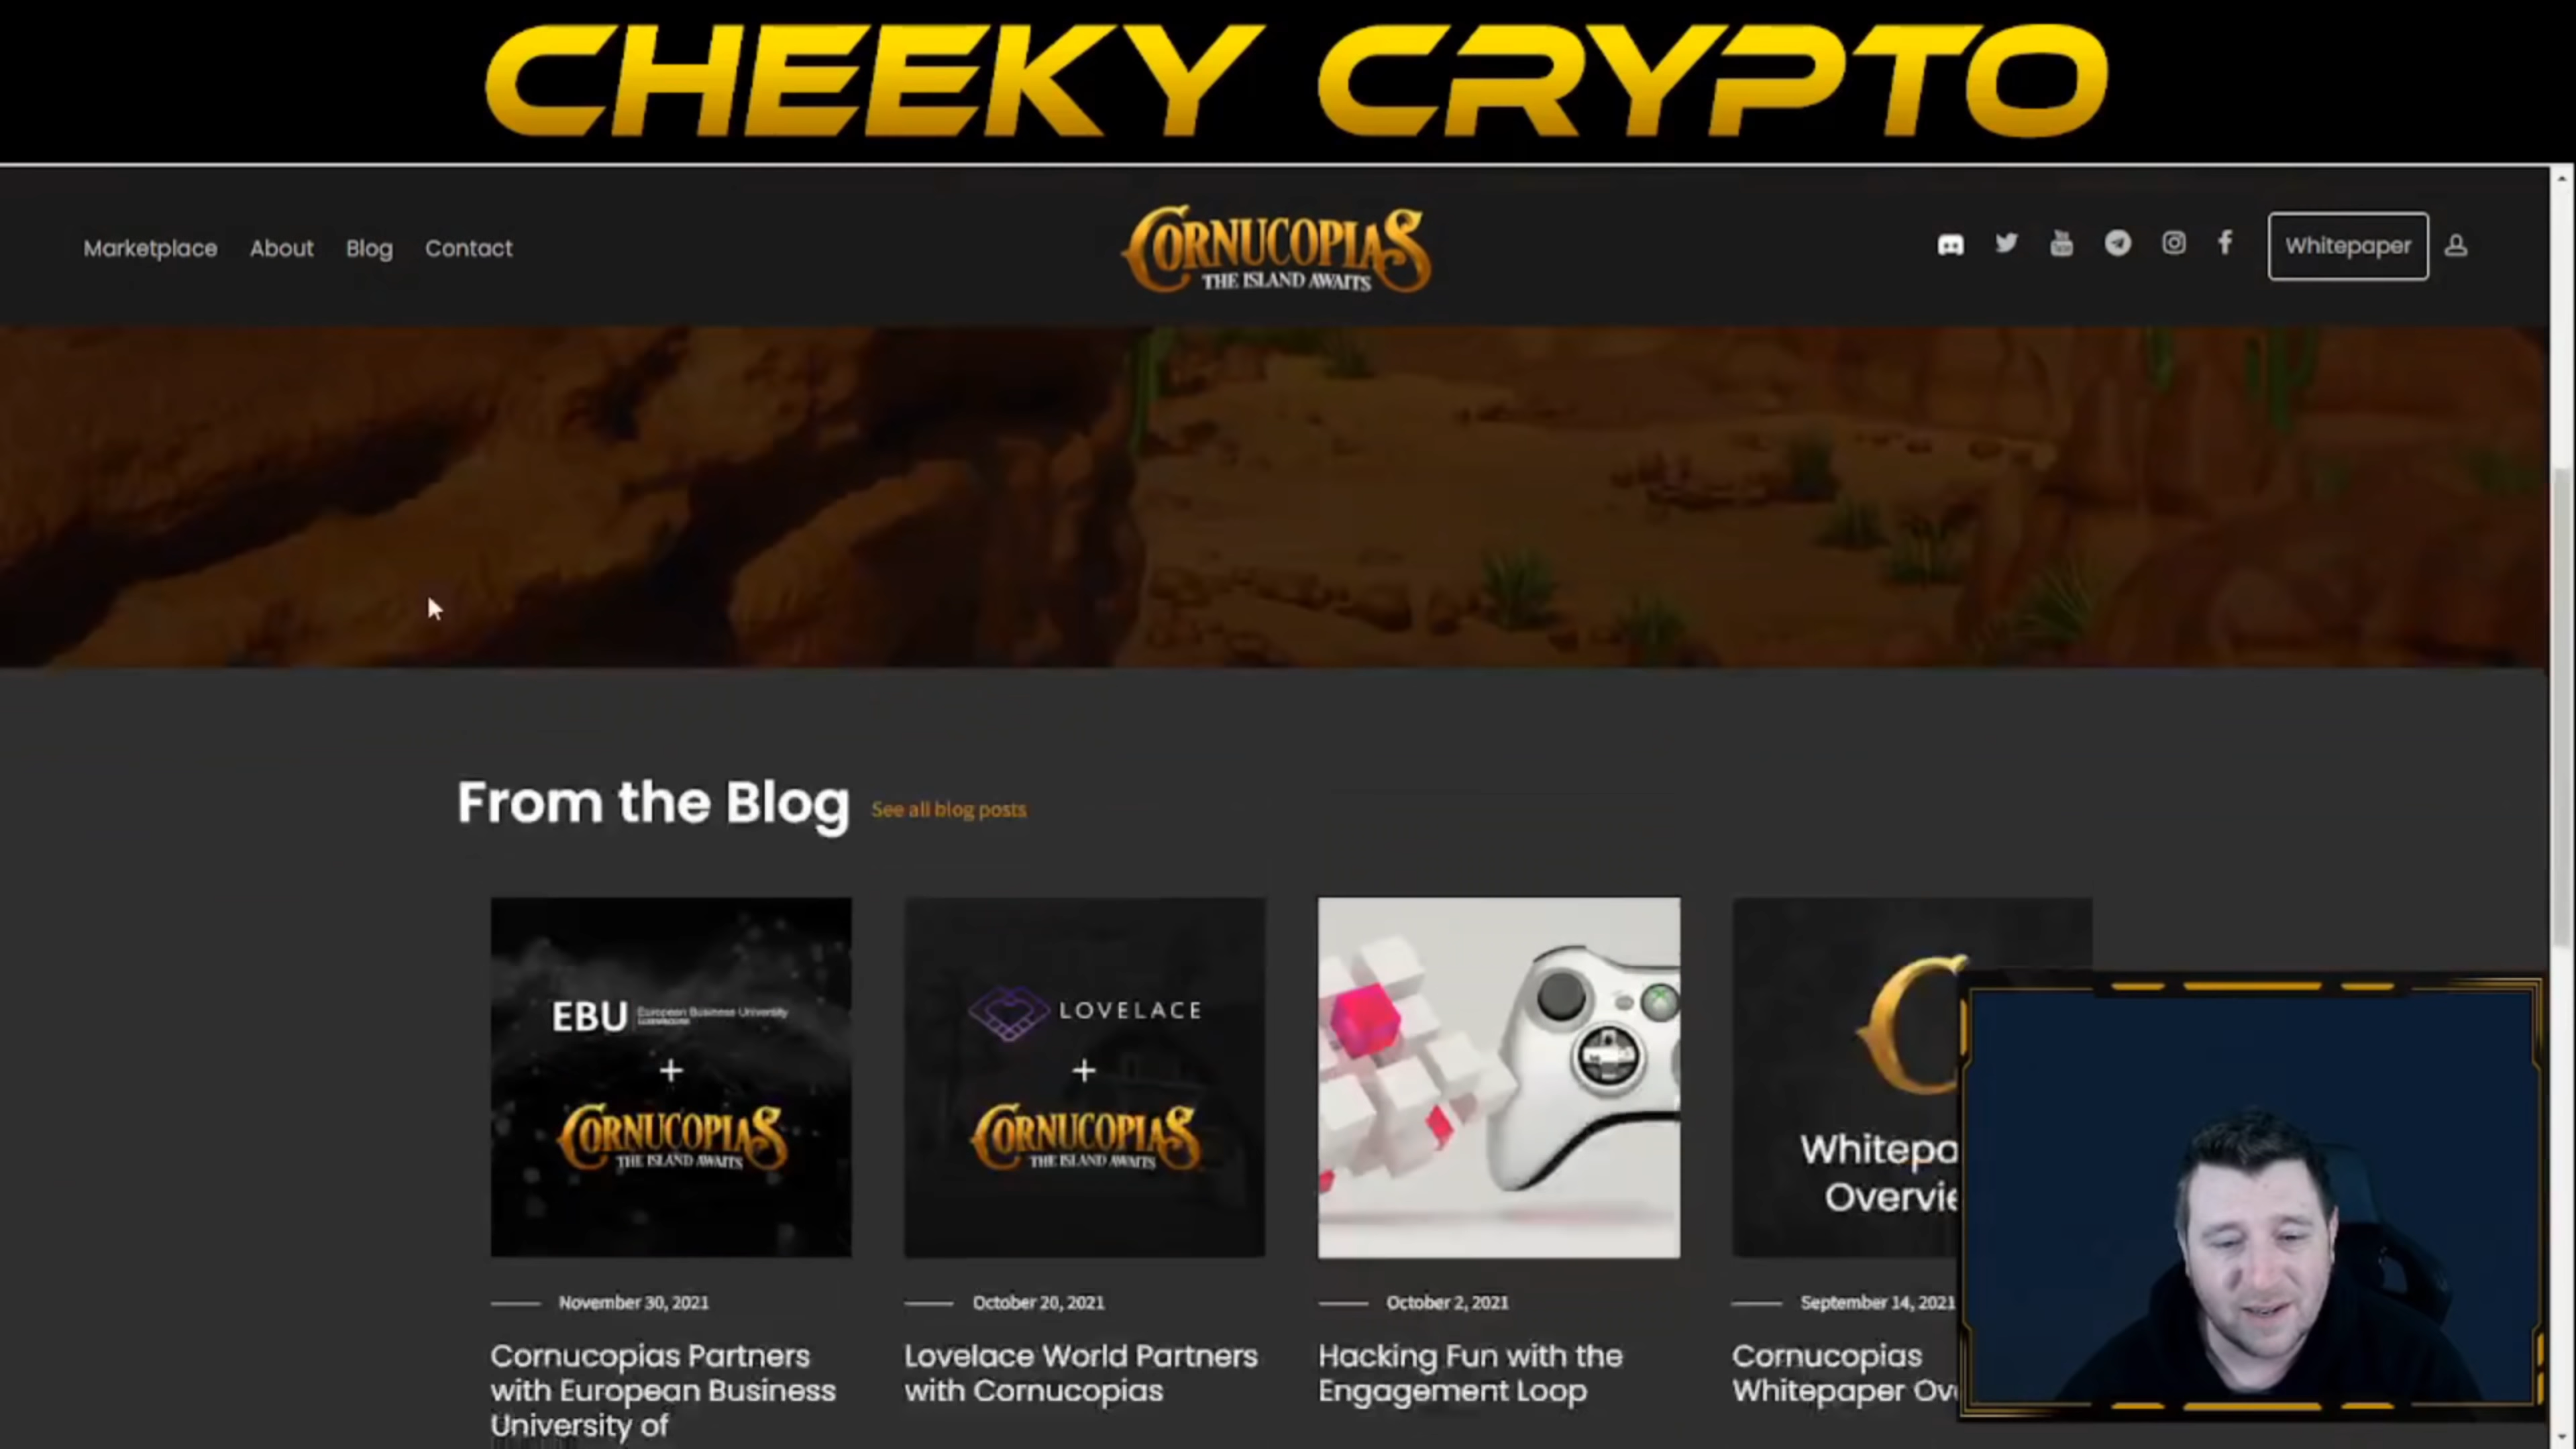 CHEEKY CRYPTO
Marketplace About Blog Contact
CORNUCOPIAS
THE ISLAND AWAITS
Whitepaper
From the Blog See all blog posts
EBU European Business University
+
CORNUCOPIAS
THE ISLAND AWAITS
November 30, 2021
Cornucopias Partners
with European Business
University of
LOVELACE
+
CORNUCOPIAS
THE ISLAND AWAITS
October 20, 2021
Lovelace World Partners
with Cornucopias
October 2, 2021
Hacking Fun with the
Engagement Loop
C
Whitepa
Overvie
September 14, 2021
Cornucopias
Whitepaper Ov